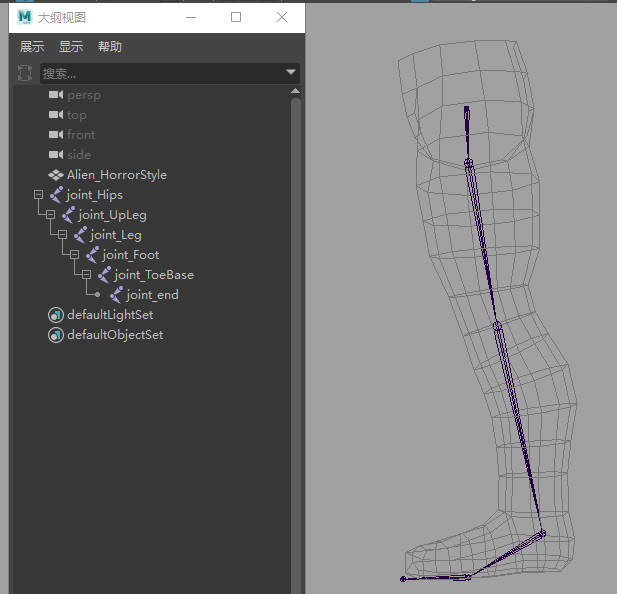 大纲视图
展示 显示 帮助
搜索...
persp
top
front
side
Alien_HorrorStyle
joint_Hips
joint_UpLeg
joint_Leg
joint_Foot
joint_ToeBase
joint_end
defaultLightSet
defaultObjectSet